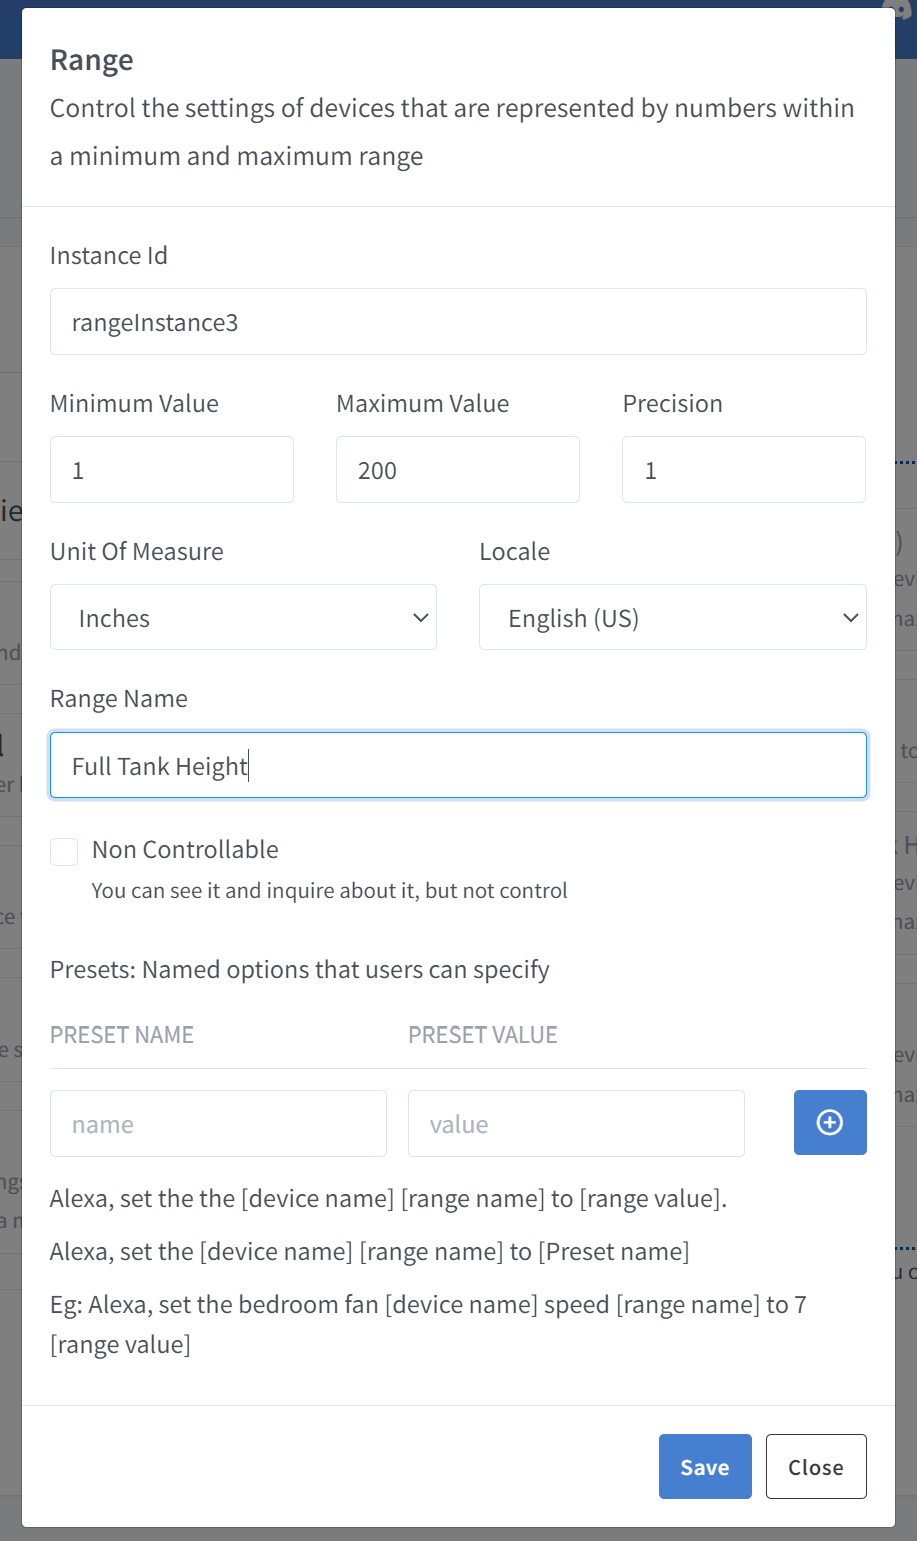 Range
Control the settings of devices that are represented by numbers within
a minimum and maximum range
Instance Id
rangeInstance3
Minimum Value Maximum Value Precision
1 200 1
Unit Of Measure Locale
Inches English (US)
Range Name
Full Tank Height
Non Controllable
You can see it and inquire about it, but not control
Presets: Named options that users can specify
PRESET NAME PRESET VALUE
name value
Alexa, set the the [device name] [range name] to [range value].
Alexa, set the [device name] [range name] to [Preset name]
Eg: Alexa, set the bedroom fan [device name] speed [range name] to 7
[range value]
Save Close